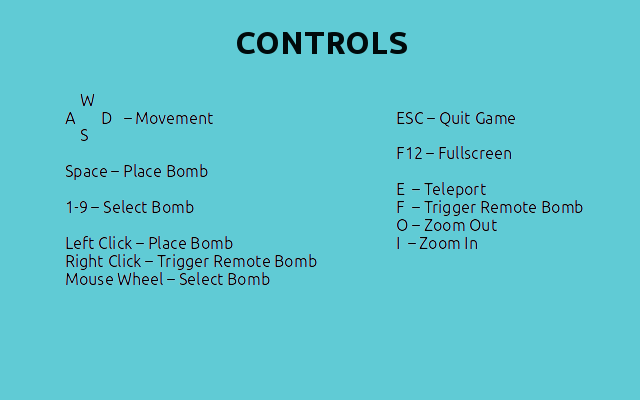 CONTROLS
W
A D – Movement
S
Space – Place Bomb
1-9 – Select Bomb
Left Click – Place Bomb
Right Click – Trigger Remote Bomb
Mouse Wheel – Select Bomb
ESC – Quit Game
F12 – Fullscreen
E – Teleport
F – Trigger Remote Bomb
O – Zoom Out
I – Zoom In